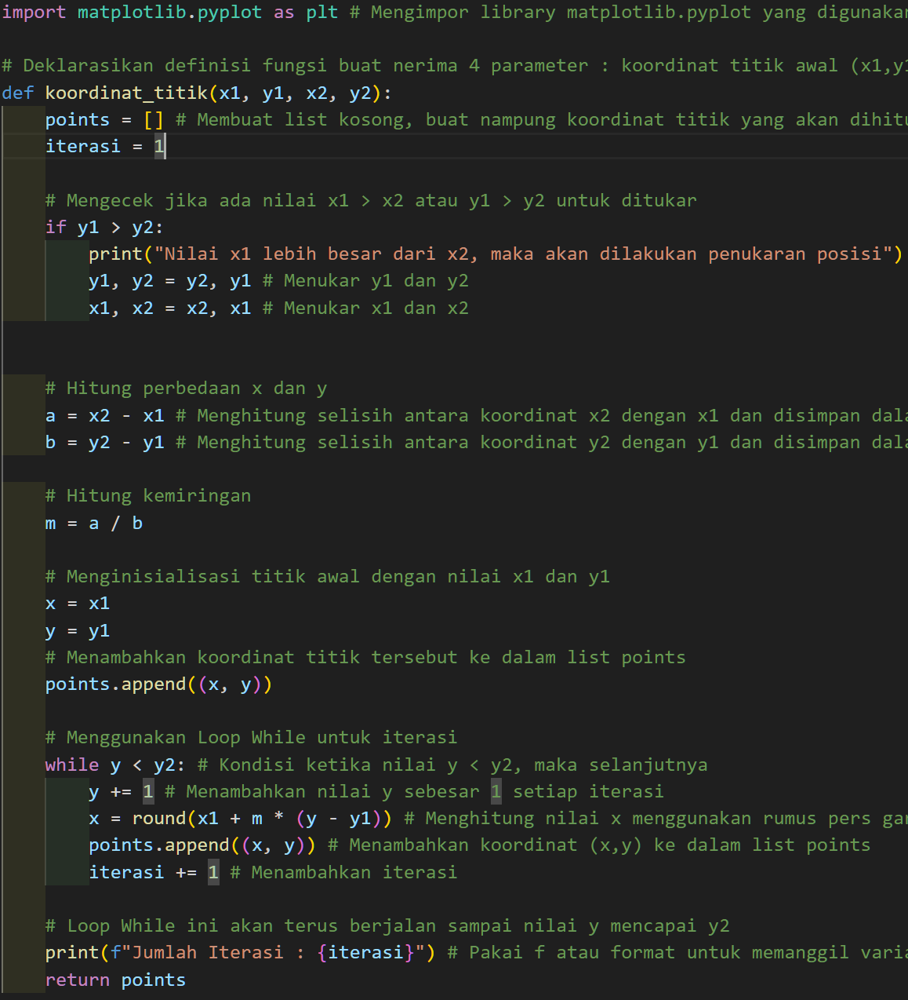 import matplotlib.pyplot as plt # Mengimpor library matplotlib.pyplot yang
# Deklarasikan definisi fungsi buat nerima 4 parameter : koordinat titik awal (x1,y1
def koordinat_titik(x1, y1, x2, y2):
points = [] # Membuat list kosong, buat nampung koordinat titik yang akan
iterasi = 1
# Mengecek jika ada nilai x1 > x2 atau y1 > y2 untuk ditukar
if y1 > y2:
print("Nilai x1 lebih besar dari x2, maka akan dilakukan penukaran posisi")
y1, y2 = y2, y1 # Menukar y1 dan y2
x1, x2 = x2, x1 # Menukar x1 dan x2
# Hitung perbedaan x dan y
a = x2 - x1 # Menghitung selisih antara koordinat x2 dengan x1 dan disimpan
b = y2 - y1 # Menghitung selisih antara koordinat y2 dengan y1 dan disimpan
# Hitung kemiringan
m = a / b
# Menginisialisasi titik awal dengan nilai x1 dan y1
x = x1
y = y1
# Menambahkan koordinat titik tersebut ke dalam list points
points.append((x, y))
# Menggunakan Loop While untuk iterasi
while y < y2: # Kondisi ketika nilai y < y2, maka selanjutnya
y += 1 # Menambahkan nilai y sebesar 1 setiap iterasi
x = round(x1 + m * (y - y1)) # Menghitung nilai x menggunakan rumus pers
points.append((x, y)) # Menambahkan koordinat (x,y) ke dalam list points
iterasi += 1 # Menambahkan iterasi
# Loop While ini akan terus berjalan sampai nilai y mencapai y2
print(f"Jumlah Iterasi : {iterasi}") # Pakai f atau format untuk memanggil
return points